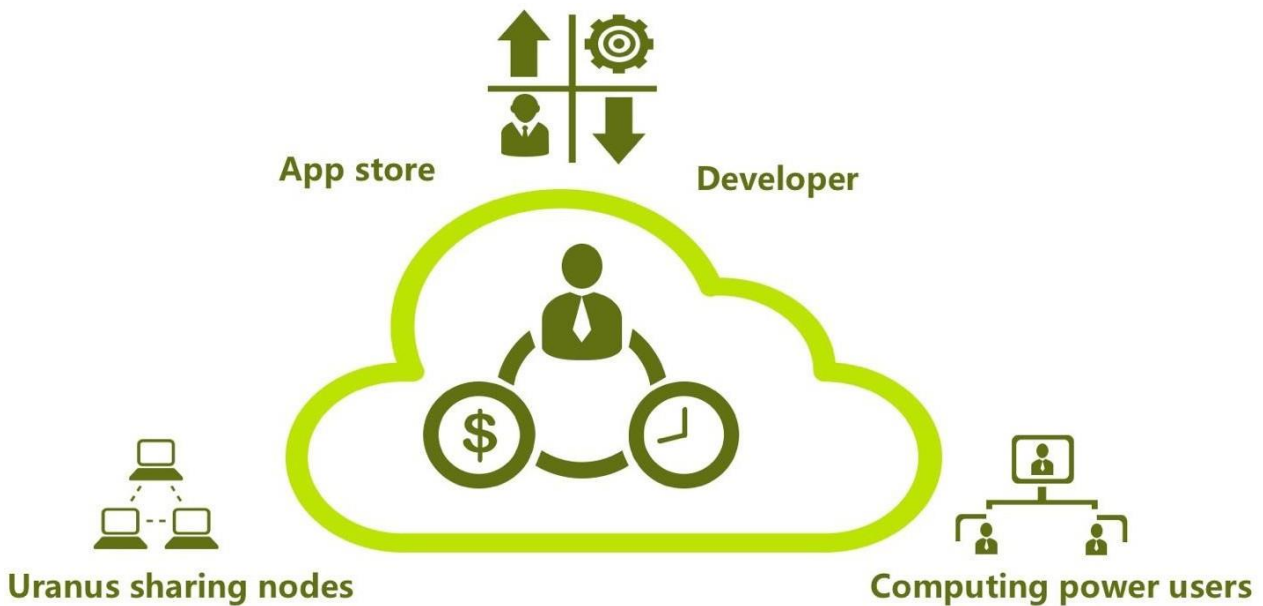 App store
Developer
$
Uranus sharing nodes
Computing power users